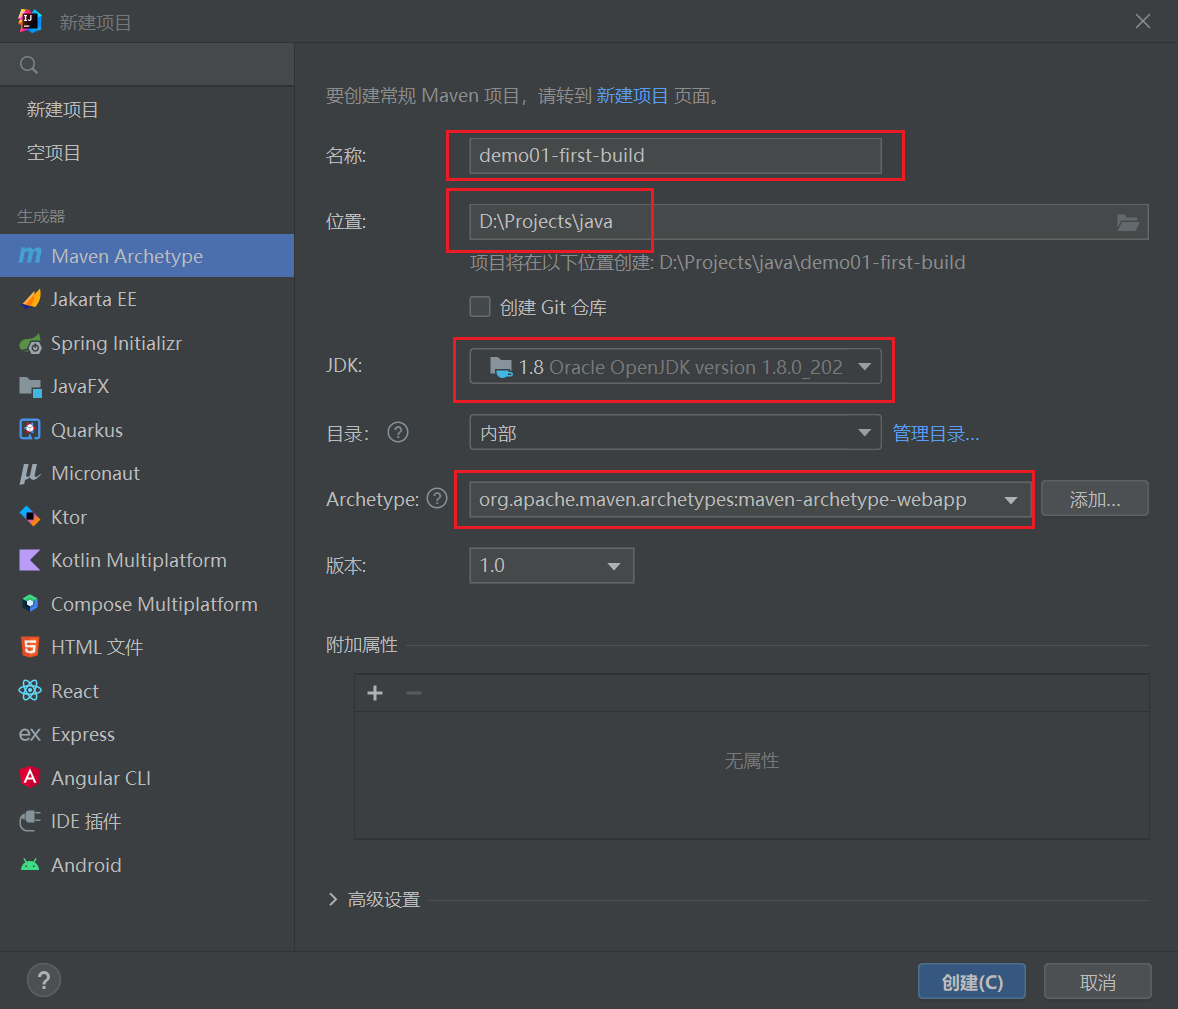 新建项目
新建项目
空项目
生成器
Maven Archetype
Jakarta EE
Spring Initializr
JavaFX
Quarkus
Micronaut
Ktor
Kotlin Multiplatform
Compose Multiplatform
HTML 文件
React
Express
Angular CLI
IDE 插件
Android
要创建常规 Maven 项目，请转到 新建项目 页面。
名称: demo01-first-build
位置: D:\Projects\java
项目将在以下位置创建: D:\Projects\java\demo01-first-build
创建 Git 仓库
JDK: 1.8 Oracle OpenJDK version 1.8.0_202
目录: ? 内部 管理目录...
Archetype: ? org.apache.maven.archetypes:maven-archetype-webapp 添加...
版本: 1.0
附加属性
无属性
高级设置
? 创建(C) 取消